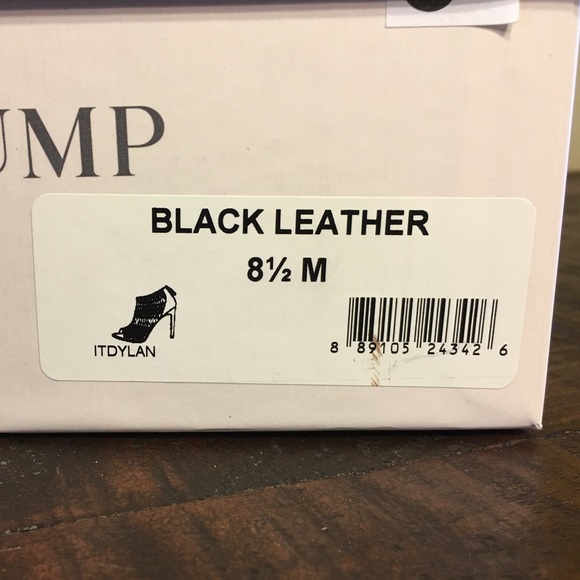 UMP
BLACK LEATHER
8½ M
ITDYLAN
8 89105 24342 6